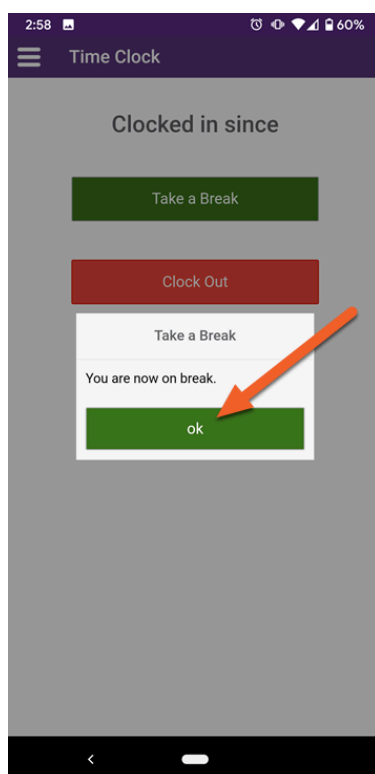 2:58 60%
Time Clock
Clocked in since
Take a Break
Clock Out
Take a Break
You are now on break.
ok